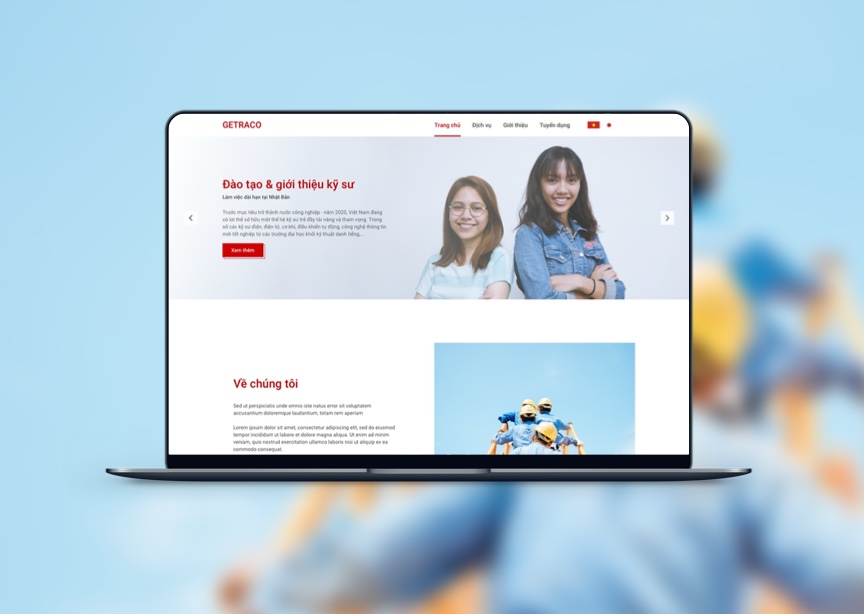 GETRACO
Trang chủ Dịch vụ Giới thiệu Tuyển dụng
Đào tạo & giới thiệu kỹ sư
Làm việc dài hạn tại Nhật Bản
Trước mục tiêu trở thành nước công nghiệp - năm 2020, Việt Nam đang
có lợi thế sở hữu một thế hệ kỹ sư trẻ đầy tài năng và tham vọng. Trong
số các kỹ sư điện, điện tử, cơ khí, điều khiển tự động, công nghệ thông tin
mới tốt nghiệp từ các trường đại học khối kỹ thuật danh tiếng,...
Xem thêm
Về chúng tôi
Sed ut perspiciatis unde omnis iste natus error sit voluptatem
accusantium doloremque laudantium, totam rem aperiam
Lorem ipsum dolor sit amet, consectetur adipiscing elit, sed do eiusmod
tempor incididunt ut labore et dolore magna aliqua. Ut enim ad minim
veniam, quis nostrud exercitation ullamco laboris nisi ut aliquip ex ea
commodo consequat.